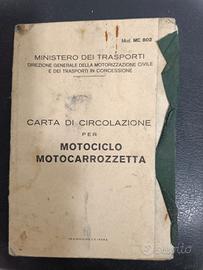 Mod. MC 802
MINISTERO DEI TRASPORTI
DIREZIONE GENERALE DELLA MOTORIZZAZIONE CIVILE
E DEI TRASPORTI IN CONCESSIONE
CARTA DI CIRCOLAZIONE
PER
MOTOCICLO
MOTOCARROZZETTA
subito